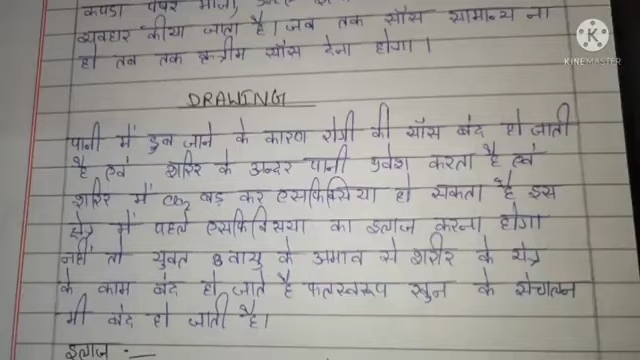 व्यवहार कीया जाता है। जब तक साँस सामान्य ना
हो तब तक कृत्रीम साँस देना होगा।
DRAWING
पानी में डुब जाने के कारण रोगी की साँस बंद हो जाती
है एवं शरिर के अन्दर पानी प्रवेश करता है एवं
शरिर में CO₂ बड़ कर एसफिक्सिया हो सकता है इस
में पहले एसफिक्सिया का इलाज करना होगा
नहीं तो युक्त वायु के अभाव से शरीर के
के काम बंद हो जाते है फलस्वरूप खुन के संचालन
भी बंद हो जाती है।
इलाज :—
K
KINEMASTER